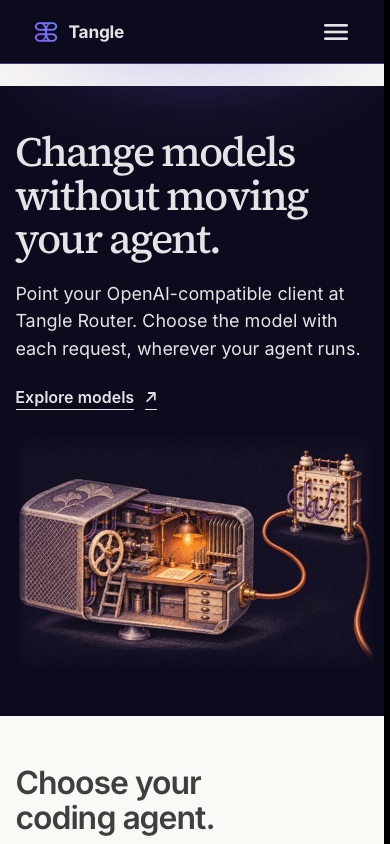 Tangle
Change models
without moving
your agent.
Point your OpenAI-compatible client at
Tangle Router. Choose the model with
each request, wherever your agent runs.
Explore models ↗
Choose your
coding agent.